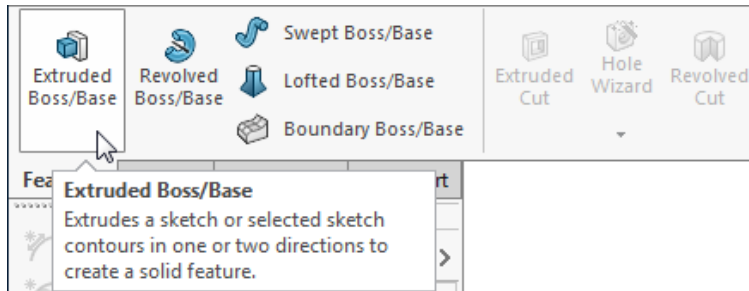 Extruded
Boss/Base
Revolved
Boss/Base
Swept Boss/Base
Lofted Boss/Base
Boundary Boss/Base
Extruded
Cut
Hole
Wizard
Revolved
Cut
Fea
rt
Extruded Boss/Base
Extrudes a sketch or selected sketch
contours in one or two directions to
create a solid feature.